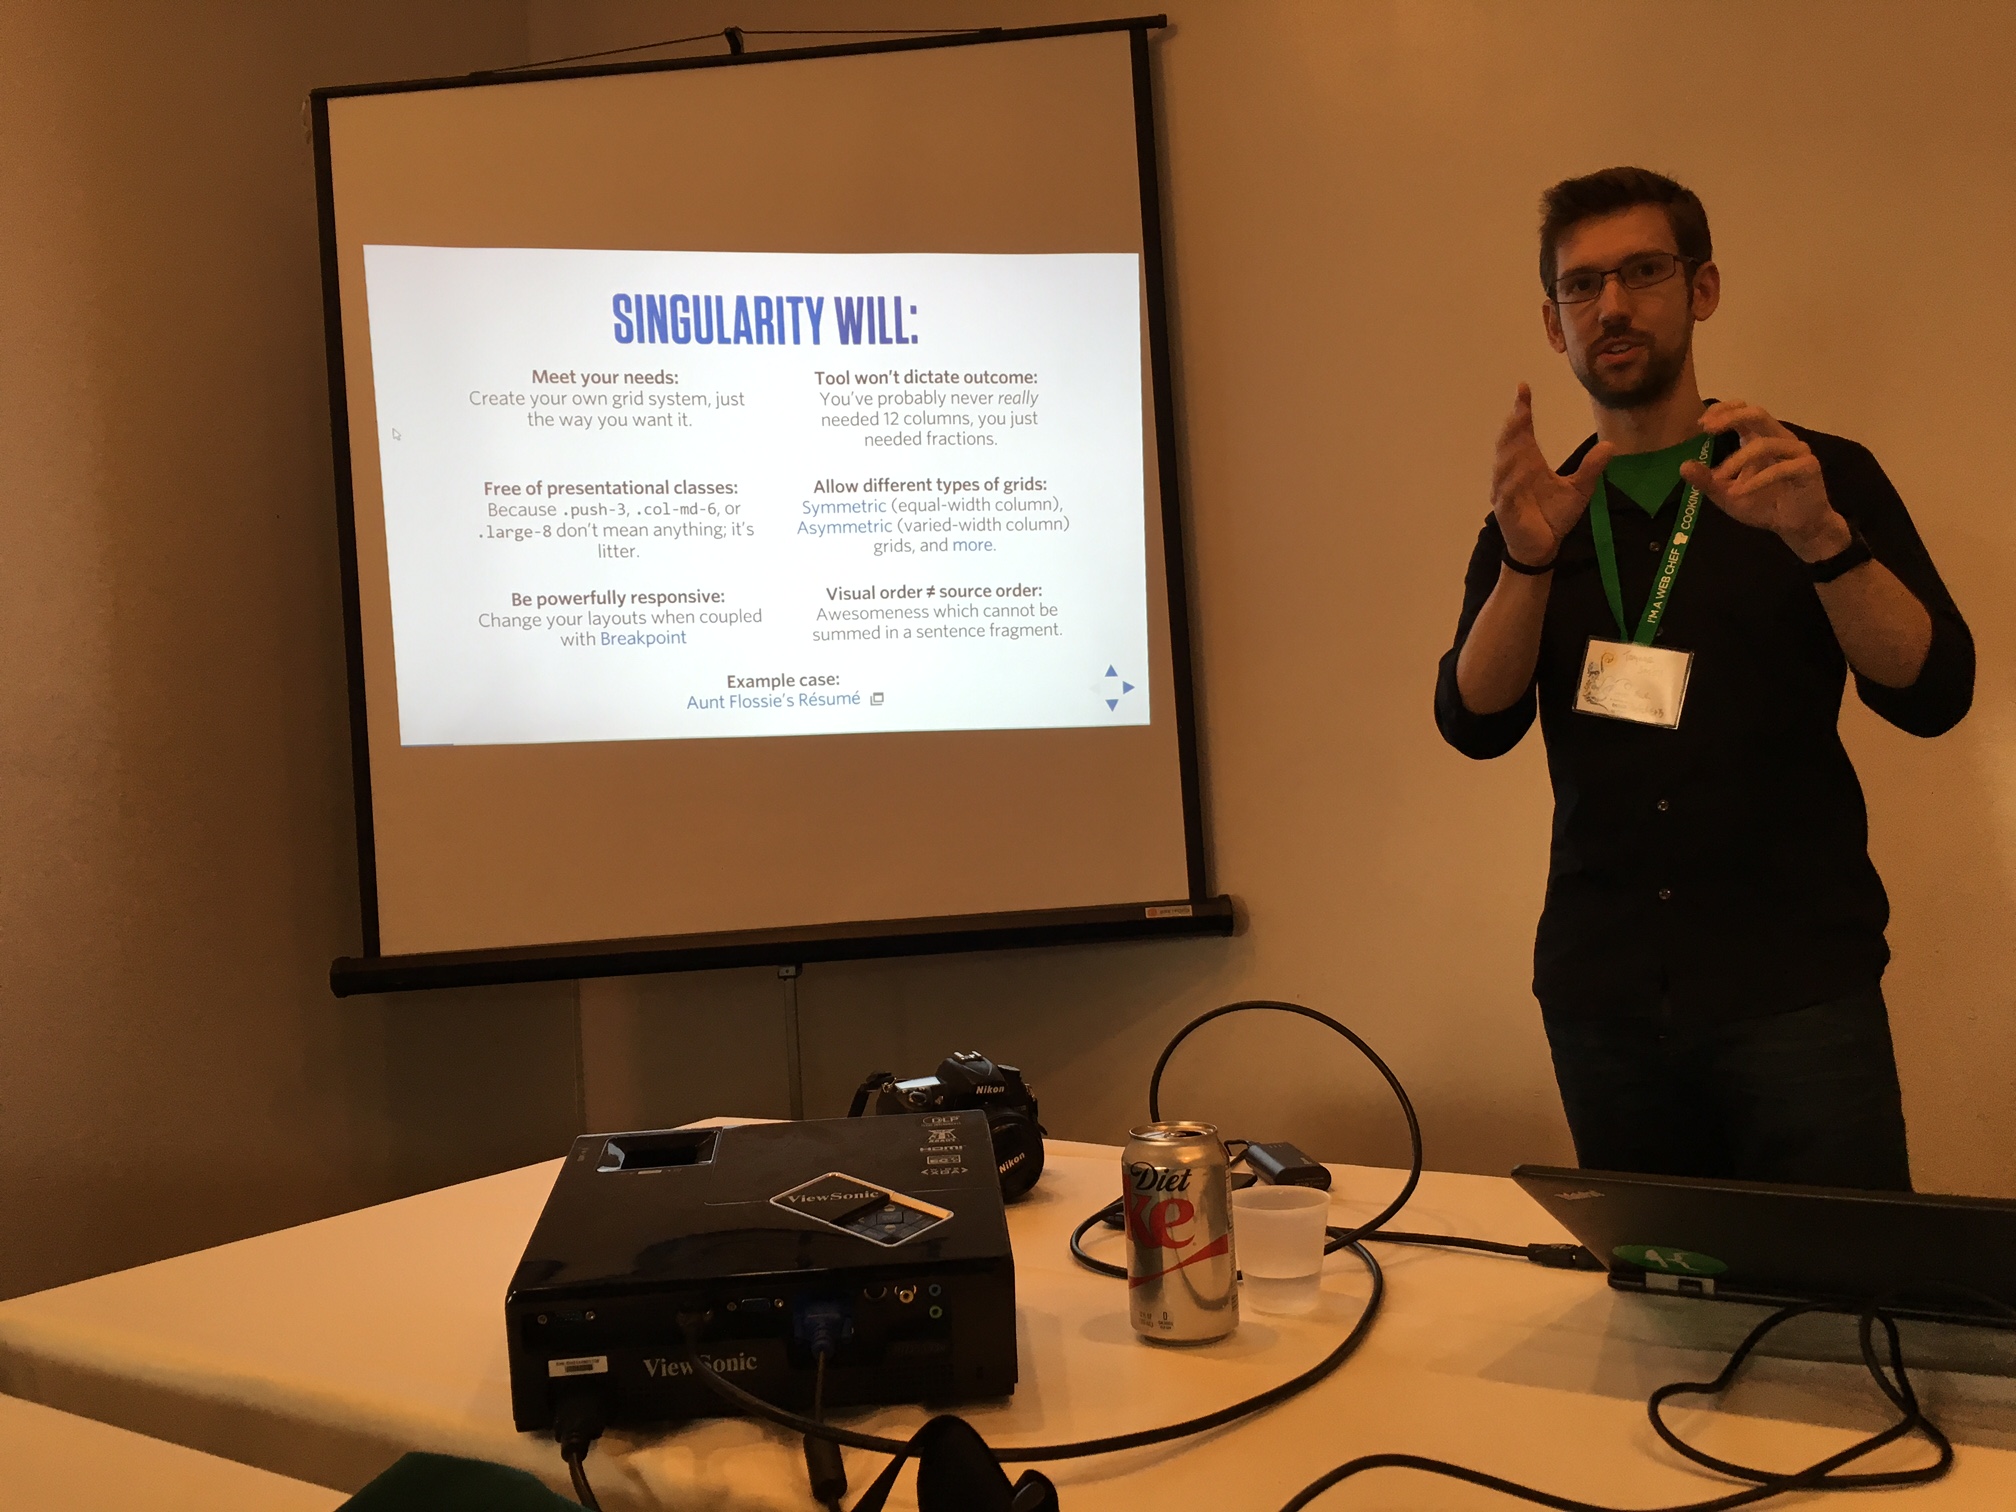 SINGULARITY WILL:
Meet your needs:
Create your own grid system, just
the way you want it.
Tool won't dictate outcome:
You've probably never really
needed 12 columns, you just
needed fractions.
Free of presentational classes:
Because .push-3, .col-md-6, or
.large-8 don't mean anything; it's
litter.
Allow different types of grids:
Symmetric (equal-width column),
Asymmetric (varied-width column)
grids, and more.
Be powerfully responsive:
Change your layouts when coupled
with Breakpoint
Visual order ≠ source order:
Awesomeness which cannot be
summed in a sentence fragment.
Example case:
Aunt Flossie's Résumé
I'M A WEB CHEF COOKING
Nikon
Nikon
DLP
HDMI
ViewSonic
ViewSonic
Diet
ke